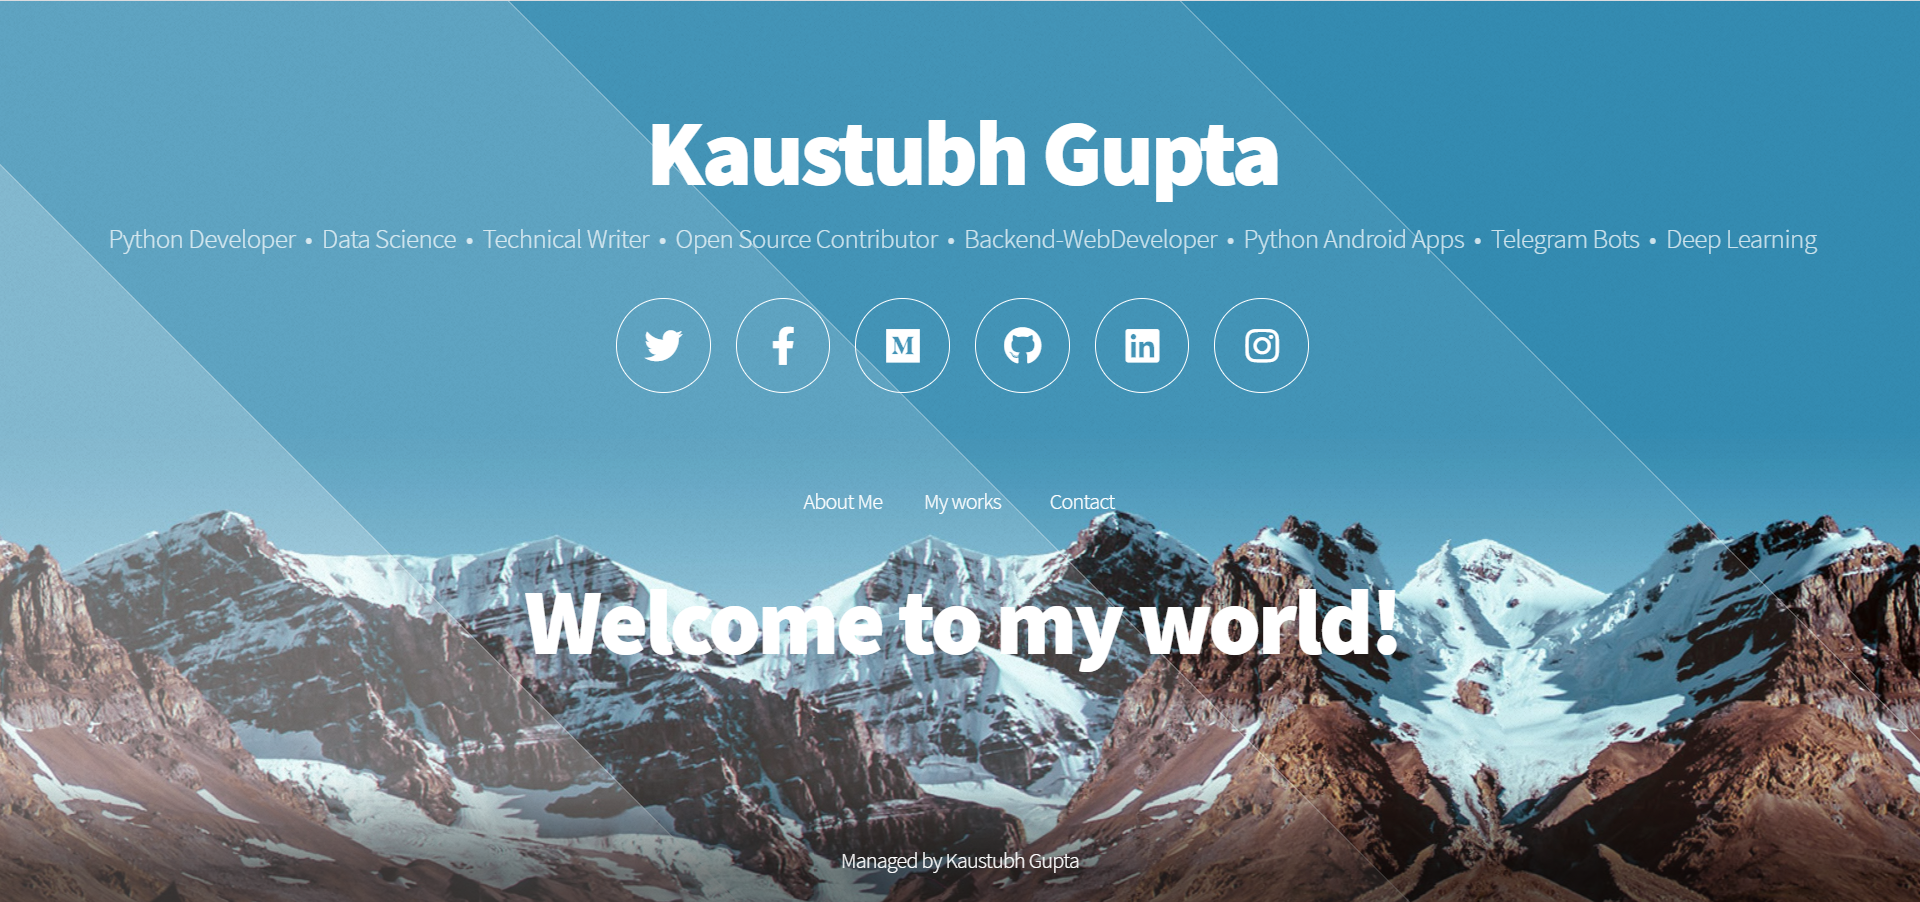 Kaustubh Gupta
Python Developer • Data Science • Technical Writer • Open Source Contributor • Backend-WebDeveloper • Python Android Apps • Telegram Bots • Deep Learning
M in
About Me My works Contact
Welcome to my world!
Managed by Kaustubh Gupta